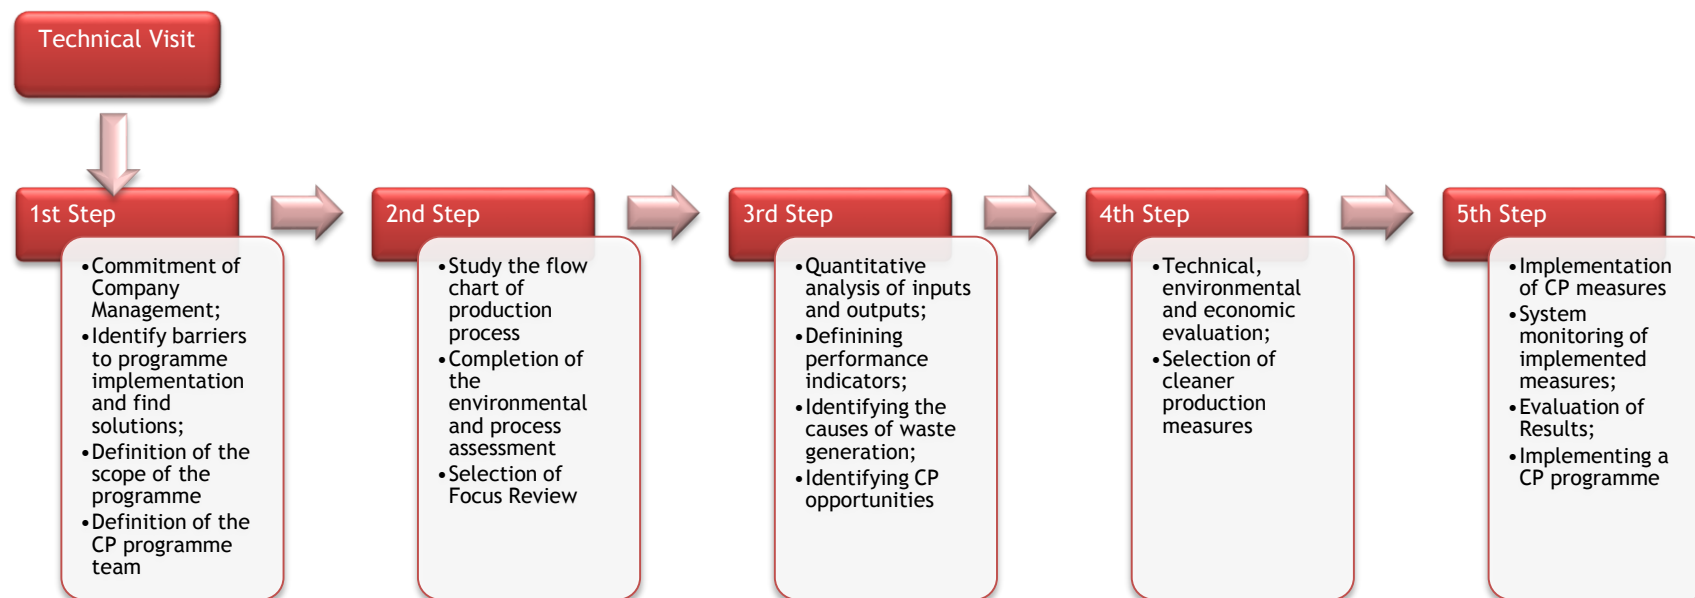 Technical Visit
1st Step
•Commitment of
Company
Management;
•Identify barriers
to programme
implementation
and find
solutions;
•Definition of the
scope of the
programme
•Definition of the
CP programme
team
2nd Step
•Study the flow
chart of
production
process
•Completion of
the
environmental
and process
assessment
•Selection of
Focus Review
3rd Step
•Quantitative
analysis of inputs
and outputs;
•Definining
performance
indicators;
•Identifying the
causes of waste
generation;
•Identifying CP
opportunities
4th Step
•Technical,
environmental
and economic
evaluation;
•Selection of
cleaner
production
measures
5th Step
•Implementation
of CP measures
•System
monitoring of
implemented
measures;
•Evaluation of
Results;
•Implementing a
CP programme